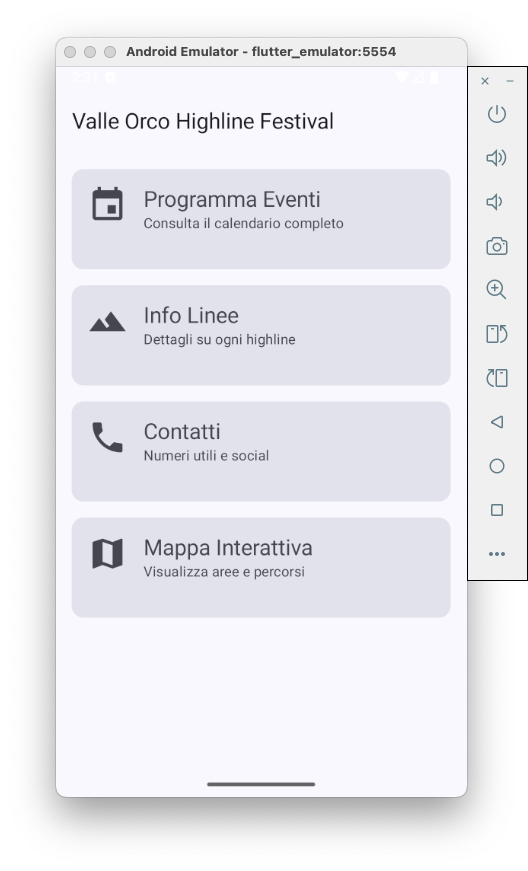 Android Emulator - flutter_emulator:5554
Valle Orco Highline Festival
Programma Eventi
Consulta il calendario completo
Info Linee
Dettagli su ogni highline
Contatti
Numeri utili e social
Mappa Interattiva
Visualizza aree e percorsi